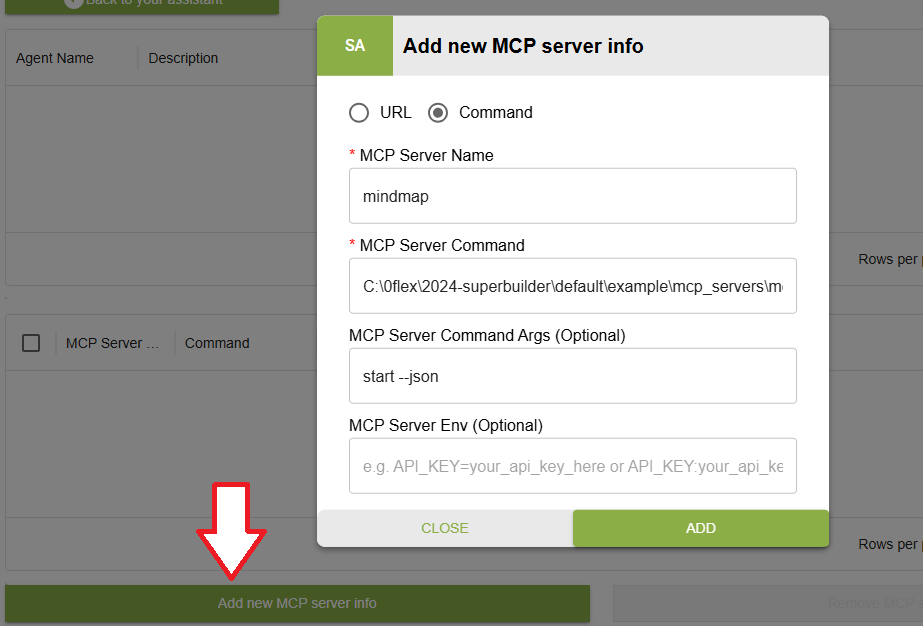 Back to your assistant
Agent Name Description
Rows per
MCP Server ... Command
Rows per
Add new MCP server info
Remove MCP
SA
Add new MCP server info
URL Command
* MCP Server Name
mindmap
* MCP Server Command
C:\0flex\2024-superbuilder\default\example\mcp_servers\m
MCP Server Command Args (Optional)
start --json
MCP Server Env (Optional)
e.g. API_KEY=your_api_key_here or API_KEY:your_api_ke
CLOSE ADD